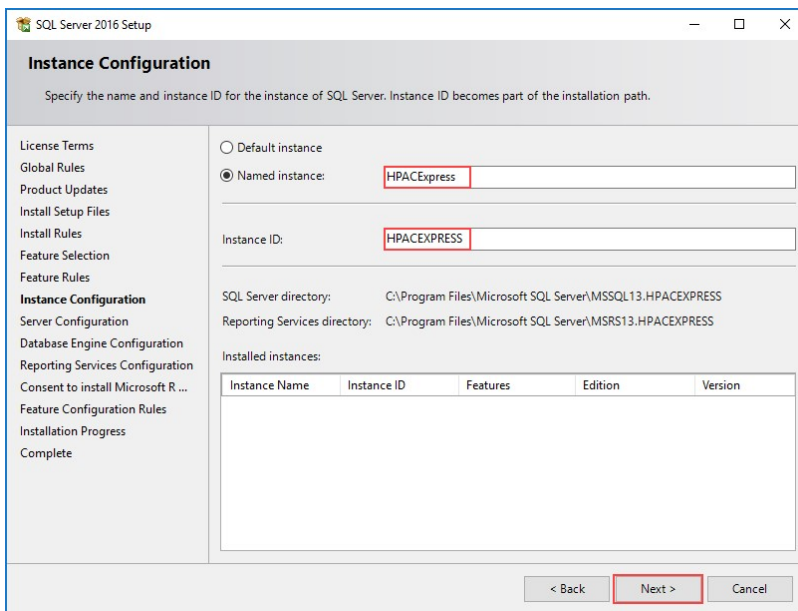 SQL Server 2016 Setup
Instance Configuration
Specify the name and instance ID for the instance of SQL Server. Instance ID becomes part of the installation path.
License Terms
Global Rules
Product Updates
Install Setup Files
Install Rules
Feature Selection
Feature Rules
Instance Configuration
Server Configuration
Database Engine Configuration
Reporting Services Configuration
Consent to install Microsoft R ...
Feature Configuration Rules
Installation Progress
Complete
Default instance
Named instance: HPACExpress
Instance ID: HPACEXPRESS
SQL Server directory: C:\Program Files\Microsoft SQL Server\MSSQL13.HPACEXPRESS
Reporting Services directory: C:\Program Files\Microsoft SQL Server\MSRS13.HPACEXPRESS
Installed instances:
Instance Name Instance ID Features Edition Version
< Back Next > Cancel